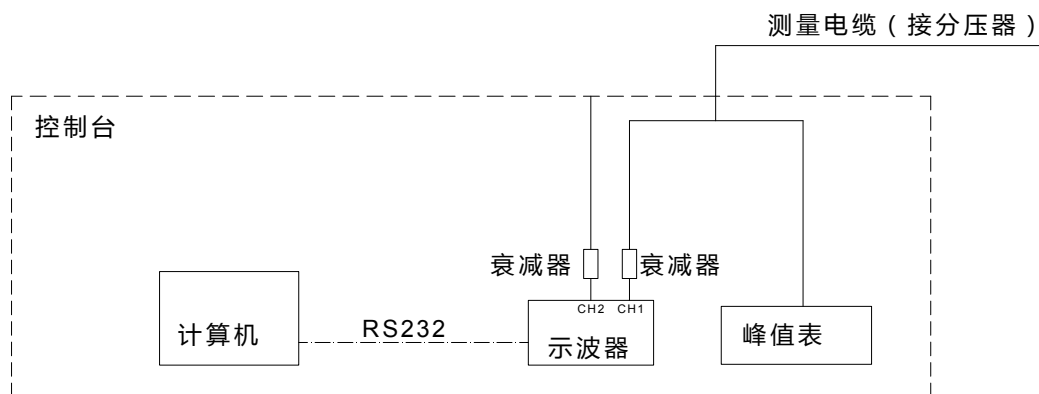 测量电缆（接分压器）
控制台
衰减器
衰减器
CH2
CH1
计算机
RS232
示波器
峰值表